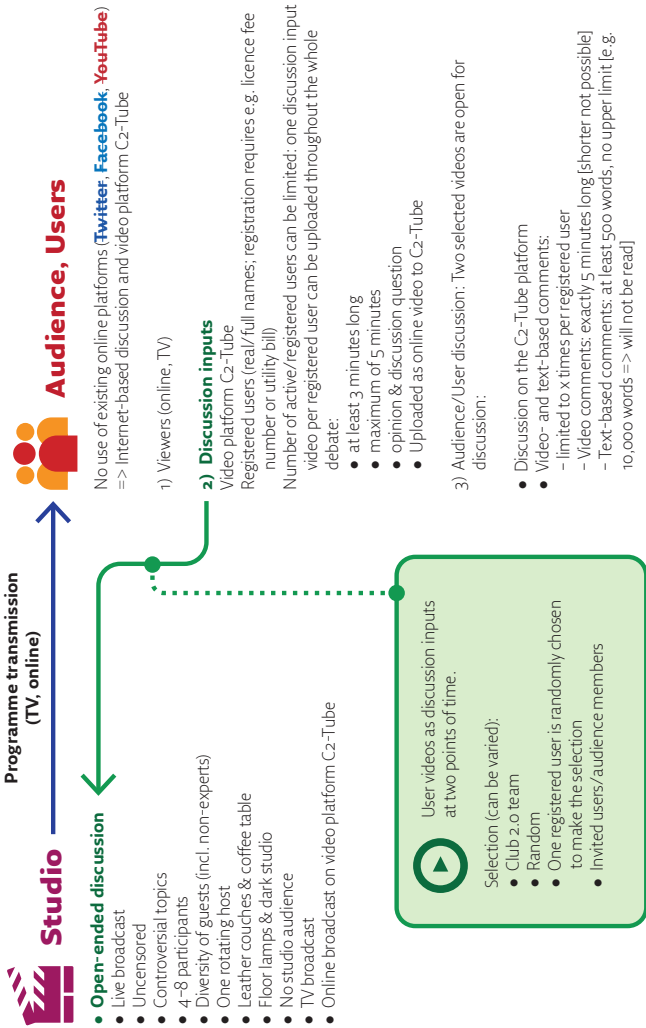 Programme transmission
(TV, online)
Studio
• Open-ended discussion
• Live broadcast
• Uncensored
• Controversial topics
• 4–8 participants
• Diversity of guests (incl. non-experts)
• One rotating host
• Leather couches & coffee table
• Floor lamps & dark studio
• No studio audience
• TV broadcast
• Online broadcast on video platform C2-Tube
Audience, Users
No use of existing online platforms (Twitter, Facebook, YouTube)
=> Internet-based discussion and video platform C2-Tube
1) Viewers (online, TV)
2) Discussion inputs
Video platform C2-Tube
Registered users (real/full names; registration requires e.g. licence fee
number or utility bill)
Number of active/registered users can be limited: one discussion input
video per registered user can be uploaded throughout the whole
debate:
• at least 3 minutes long
• maximum of 5 minutes
• opinion & discussion question
• Uploaded as online video to C2-Tube
3) Audience/User discussion: Two selected videos are open for
discussion:
• Discussion on the C2-Tube platform
• Video- and text-based comments:
– limited to x times per registered user
– Video comments: exactly 5 minutes long [shorter not possible]
– Text-based comments: at least 500 words, no upper limit [e.g.
10,000 words => will not be read]
User videos as discussion inputs
at two points of time.
Selection (can be varied):
• Club 2.0 team
• Random
• One registered user is randomly chosen
to make the selection
• Invited users/audience members